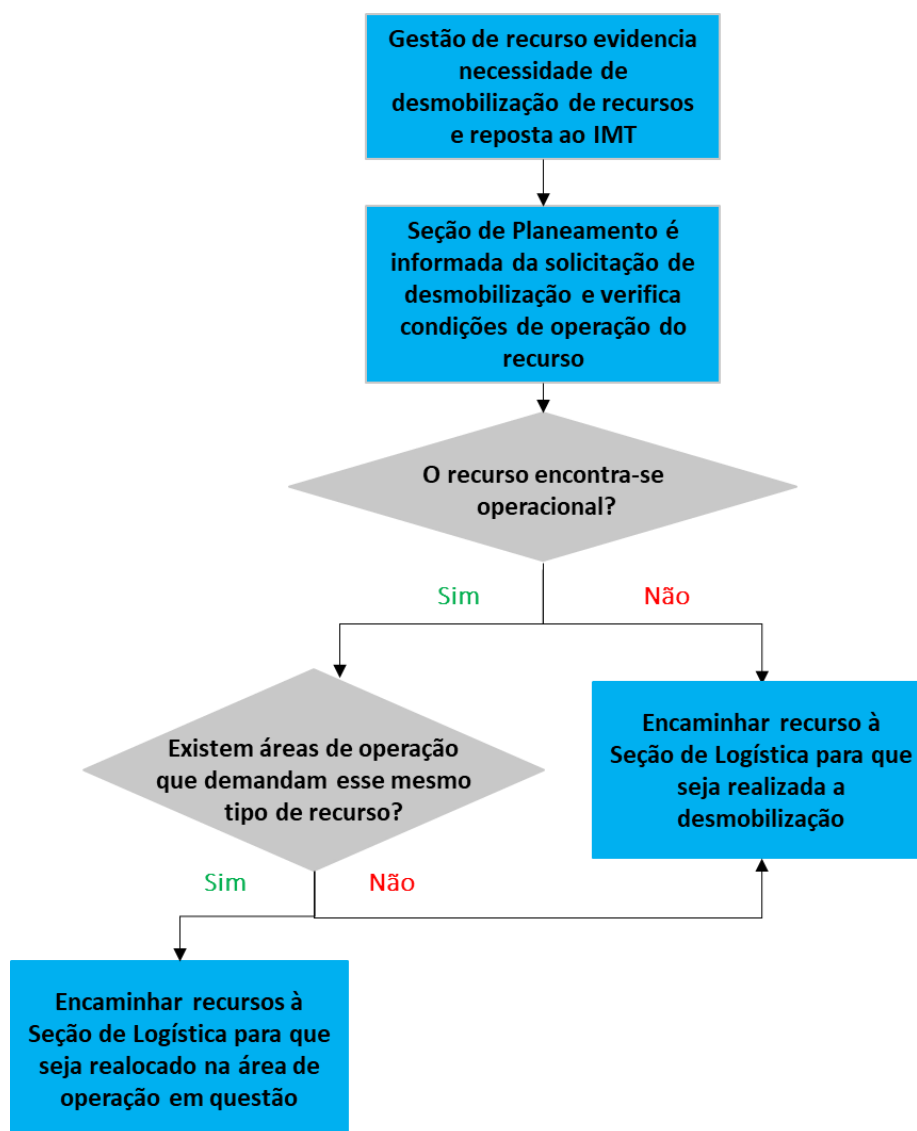 Gestão de recurso evidencia
necessidade de
desmobilização de recursos
e reposta ao IMT
Seção de Planeamento é
informada da solicitação de
desmobilização e verifica
condições de operação do
recurso
O recurso encontra-se
operacional?
Sim
Não
Existem áreas de operação
que demandam esse mesmo
tipo de recurso?
Encaminhar recurso à
Seção de Logística para que
seja realizada a
desmobilização
Sim
Não
Encaminhar recursos à
Seção de Logística para que
seja realocado na área de
operação em questão